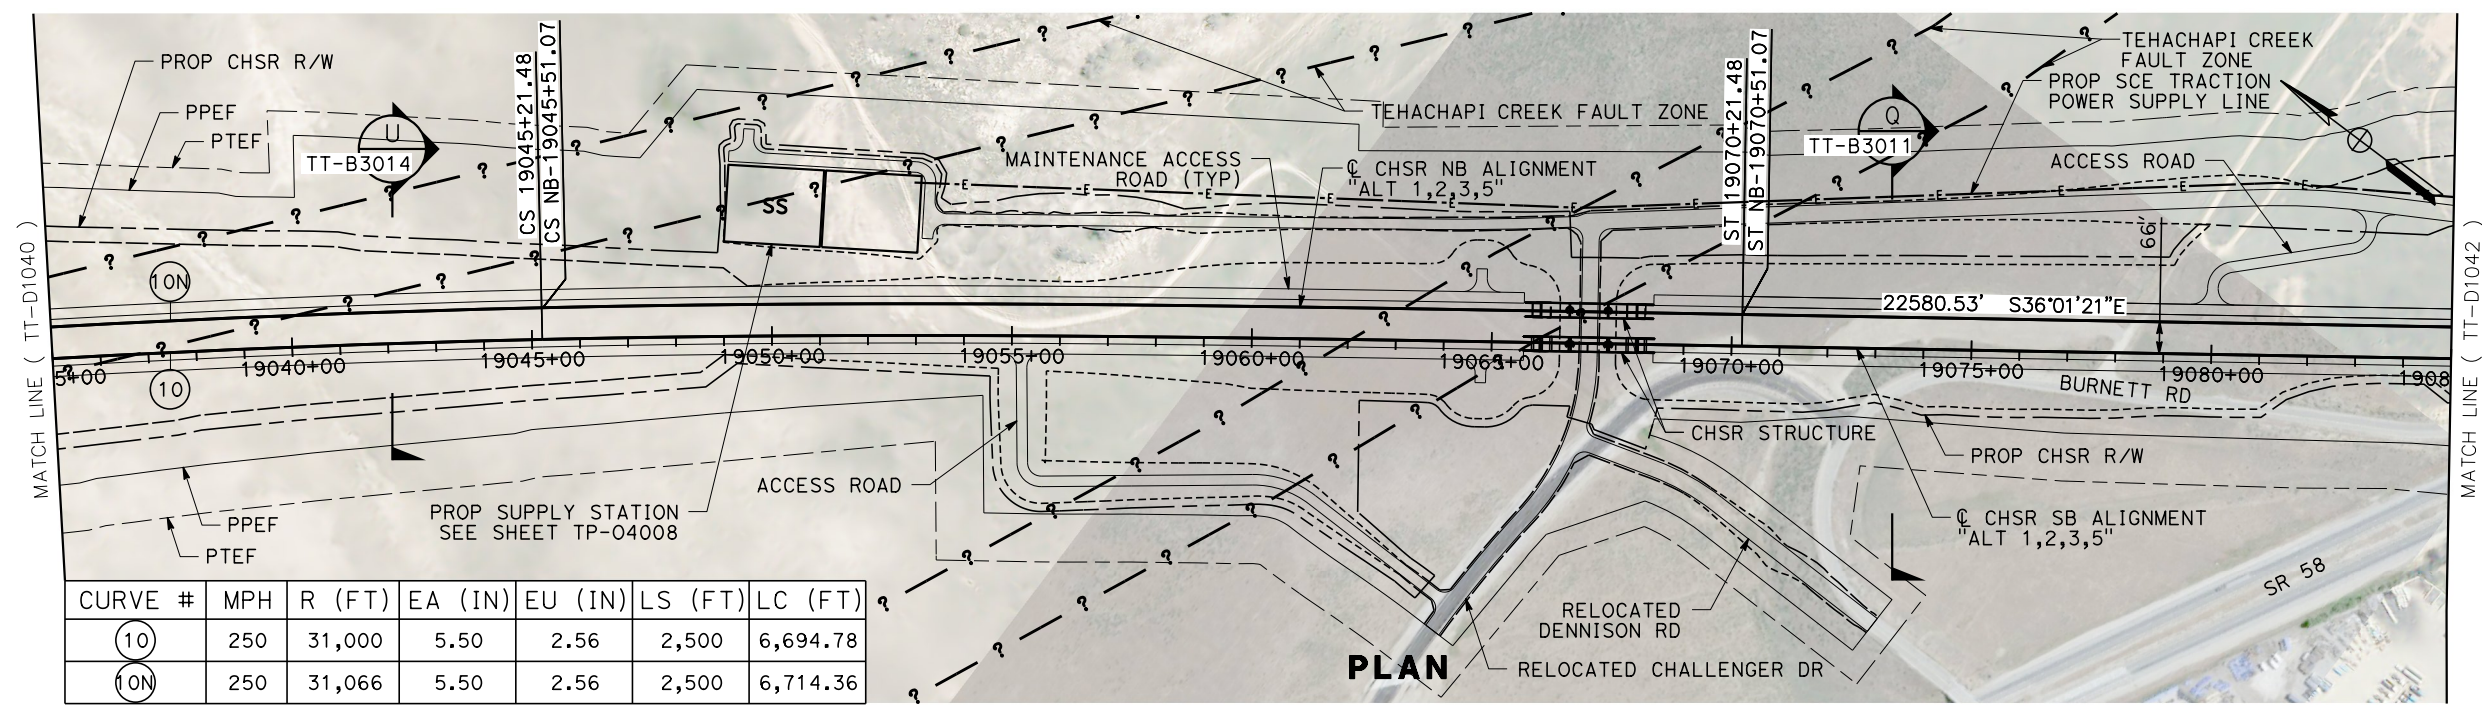 PROP CHSR R/W
PPEF
PTEF
U
TT-B3014
CS 19045+21.48
CS NB-19045+51.07
TEHACHAPI CREEK FAULT ZONE
MAINTENANCE ACCESS
ROAD (TYP)
℄ CHSR NB ALIGNMENT
"ALT 1,2,3,5"
ST 19070+21.48
ST NB-19070+51.07
Q
TT-B3011
TEHACHAPI CREEK
FAULT ZONE
PROP SCE TRACTION
POWER SUPPLY LINE
ACCESS ROAD
SS
E E E E E E E E E E E E
66'
MATCH LINE ( TT-D1040 )
MATCH LINE ( TT-D1042 )
10N
10
22580.53' S36°01'21"E
5+00
19040+00
19045+00
19050+00
19055+00
19060+00
19065+00
19070+00
19075+00
19080+00
1908
BURNETT RD
CHSR STRUCTURE
PROP CHSR R/W
ACCESS ROAD
PROP SUPPLY STATION
SEE SHEET TP-04008
PPEF
PTEF
℄ CHSR SB ALIGNMENT
"ALT 1,2,3,5"
SR 58
RELOCATED
DENNISON RD
RELOCATED CHALLENGER DR
PLAN
CURVE # MPH R (FT) EA (IN) EU (IN) LS (FT) LC (FT)
10 250 31,000 5.50 2.56 2,500 6,694.78
10N 250 31,066 5.50 2.56 2,500 6,714.36